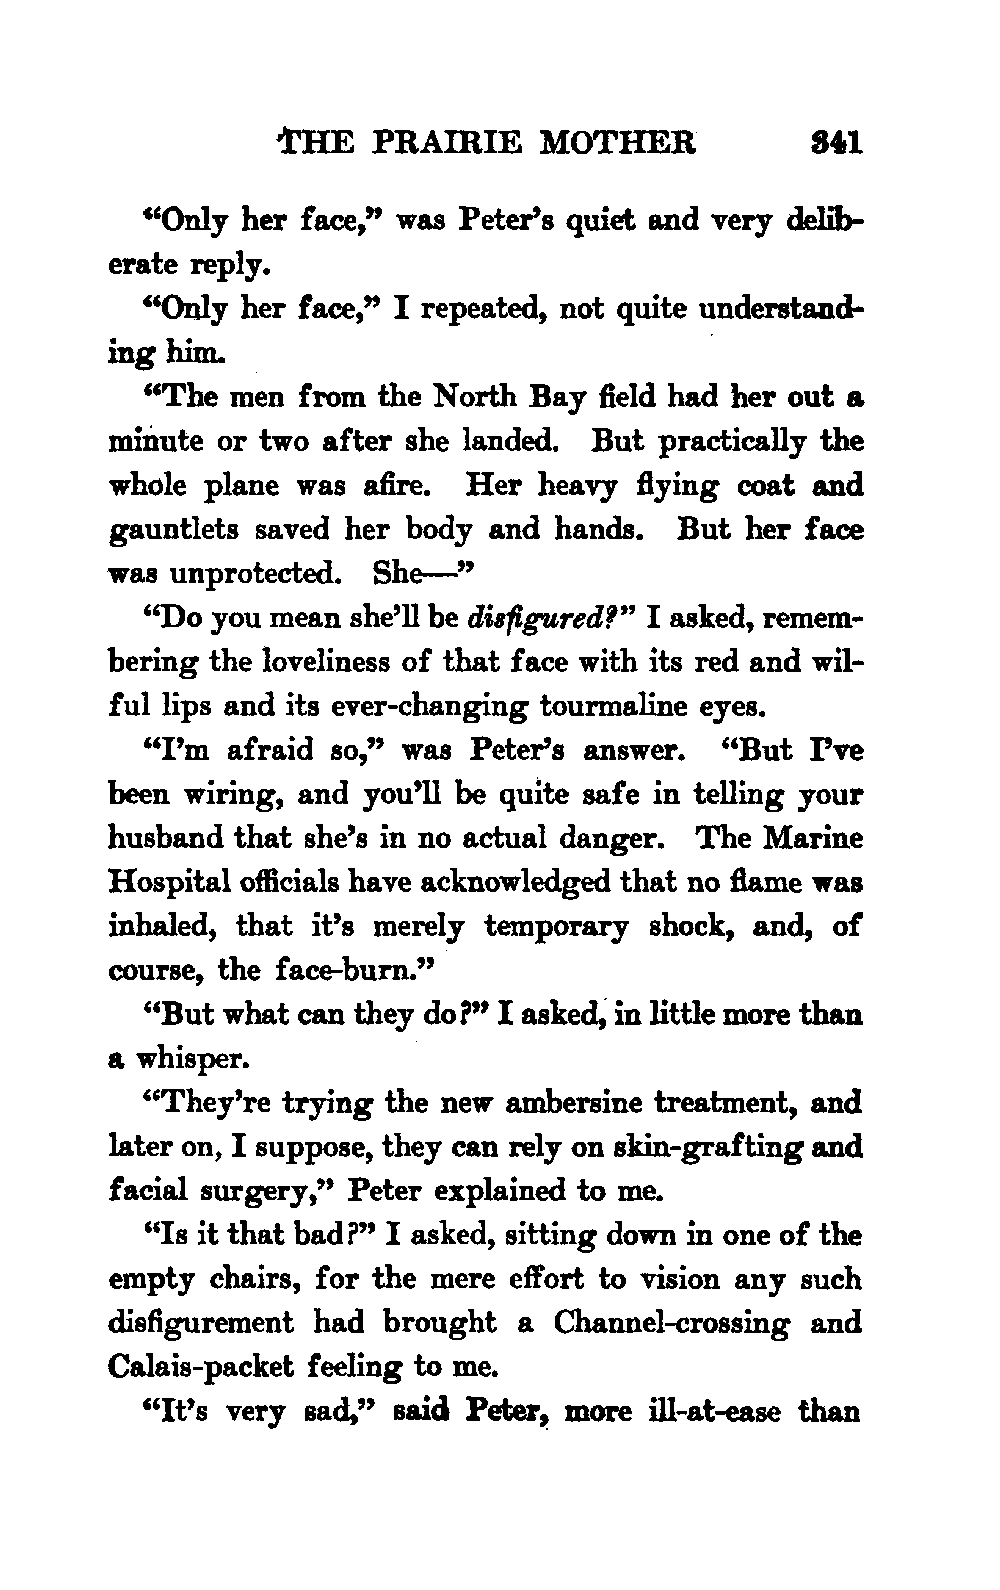 THE PRAIRIE MOTHER 341
“Only her face,” was Peter’s quiet and very delib-
erate reply.
“Only her face,” I repeated, not quite understand-
ing him.
“The men from the North Bay field had her out a
minute or two after she landed. But practically the
whole plane was afire. Her heavy flying coat and
gauntlets saved her body and hands. But her face
was unprotected. She—”
“Do you mean she’ll be disfigured?” I asked, remem-
bering the loveliness of that face with its red and wil-
ful lips and its ever-changing tourmaline eyes.
“I’m afraid so,” was Peter’s answer. “But I’ve
been wiring, and you’ll be quite safe in telling your
husband that she’s in no actual danger. The Marine
Hospital officials have acknowledged that no flame was
inhaled, that it’s merely temporary shock, and, of
course, the face-burn.”
“But what can they do?” I asked, in little more than
a whisper.
“They’re trying the new ambersine treatment, and
later on, I suppose, they can rely on skin-grafting and
facial surgery,” Peter explained to me.
“Is it that bad?” I asked, sitting down in one of the
empty chairs, for the mere effort to vision any such
disfigurement had brought a Channel-crossing and
Calais-packet feeling to me.
“It’s very sad,” said Peter, more ill-at-ease than